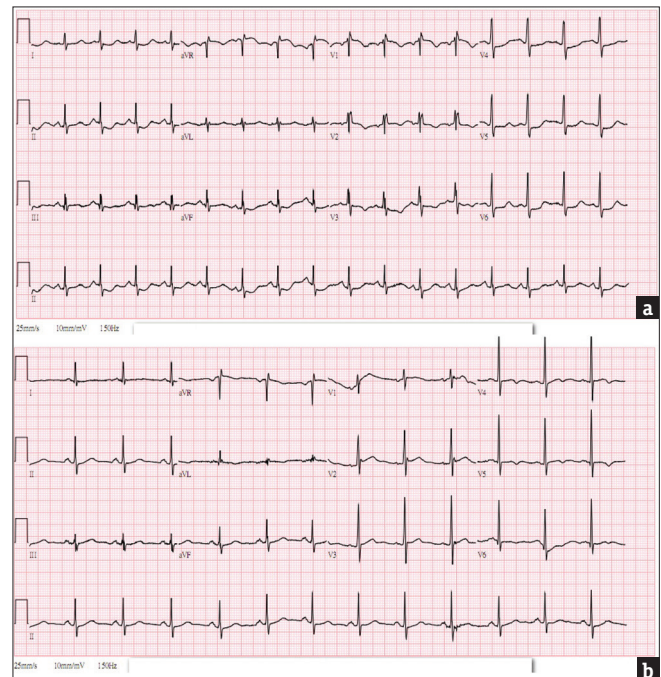 I aVR V1 V4
II aVL V2 V5
III aVF V3 V6
II
a
25mm/s 10mm/mV 150Hz
I aVR V1 V4
II aVL V2 V5
III aVF V3 V6
II
25mm/s 10mm/mV 150Hz
b